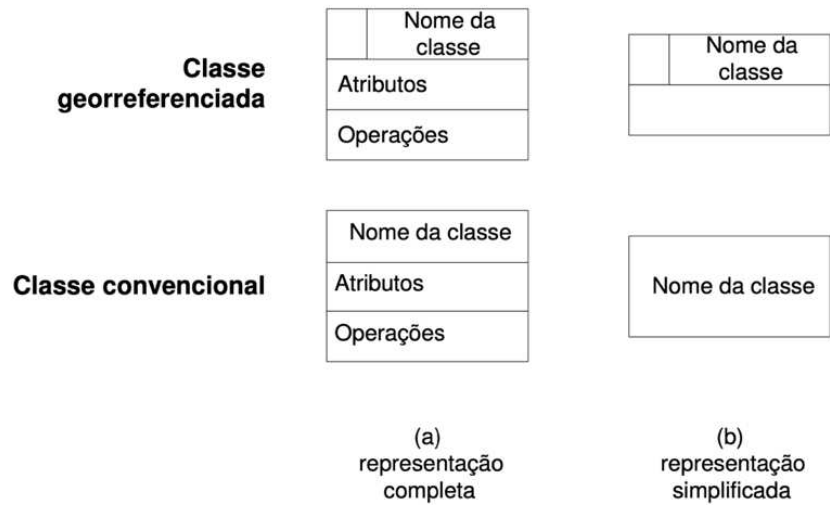 Classe
georreferenciada
Nome da
classe
Atributos
Operações
Nome da
classe
Classe convencional
Nome da classe
Atributos
Operações
Nome da classe
(a)
representação
completa
(b)
representação
simplificada